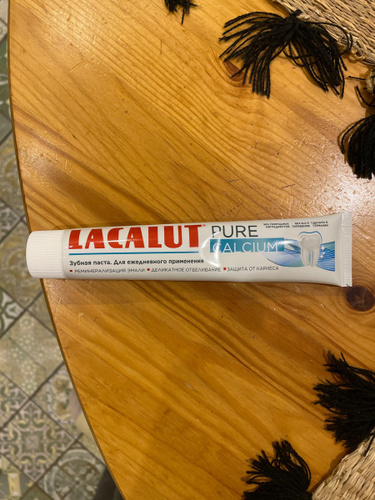 LACALUT PURE
CALCIUM
Зубная паста. Для ежедневного применения
• РЕМИНЕРАЛИЗАЦИЯ ЭМАЛИ • ДЕЛИКАТНОЕ ОТБЕЛИВАНИЕ • ЗАЩИТА ОТ КАРИЕСА